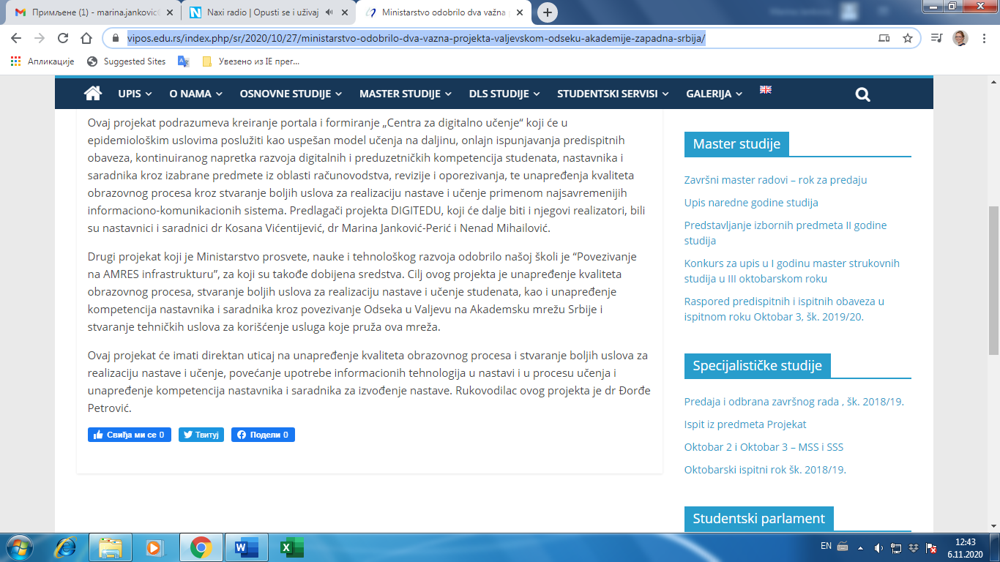 Примљене (1) - marina.jankovic
Naxi radio | Opusti se i uživaj
Ministarstvo odobrilo dva važna
vipos.edu.rs/index.php/sr/2020/10/27/ministarstvo-odobrilo-dva-vazna-projekta-valjevskom-odseku-akademije-zapadna-srbija/
Апликације
Suggested Sites
Увезено из IE прег...
UPIS
O NAMA
OSNOVNE STUDIJE
MASTER STUDIJE
DLS STUDIJE
STUDENTSKI SERVISI
GALERIJA
Ovaj projekat podrazumeva kreiranje portala i formiranje „Centra za digitalno učenje“ koji će u
epidemiološkim uslovima poslužiti kao uspešan model učenja na daljinu, onlajn ispunjavanja predispitnih
obaveza, kontinuiranog napretka razvoja digitalnih i preduzetničkih kompetencija studenata, nastavnika i
saradnika kroz izabrane predmete iz oblasti računovodstva, revizije i oporezivanja, te unapređenja kvaliteta
obrazovnog procesa kroz stvaranje boljih uslova za realizaciju nastave i učenje primenom najsavremenijih
informaciono-komunikacionih sistema. Predlagači projekta DIGITEDU, koji će dalje biti i njegovi realizatori, bili
su nastavnici i saradnici dr Kosana Vićentijević, dr Marina Janković-Perić i Nenad Mihailović.
Drugi projekat koji je Ministarstvo prosvete, nauke i tehnološkog razvoja odobrilo našoj školi je “Povezivanje
na AMRES infrastrukturu”, za koji su takođe dobijena sredstva. Cilj ovog projekta je unapređenje kvaliteta
obrazovnog procesa, stvaranje boljih uslova za realizaciju nastave i učenje studenata, kao i unapređenje
kompetencija nastavnika i saradnika kroz povezivanje Odseka u Valjevu na Akademsku mrežu Srbije i
stvaranje tehničkih uslova za korišćenje usluga koje pruža ova mreža.
Ovaj projekat će imati direktan uticaj na unapređenje kvaliteta obrazovnog procesa i stvaranje boljih uslova za
realizaciju nastave i učenje, povećanje upotrebe informacionih tehnologija u nastavi i u procesu učenja i
unapređenje kompetencija nastavnika i saradnika za izvođenje nastave. Rukovodilac ovog projekta je dr Đorđe
Petrović.
Свиђа ми се 0
Твитуј
Подели 0
Master studije
Završni master radovi – rok za predaju
Upis naredne godine studija
Predstavljanje izbornih predmeta II godine
studija
Konkurs za upis u I godinu master strukovnih
studija u III oktobarskom roku
Raspored predispitnih i ispitnih obaveza u
ispitnom roku Oktobar 3, šk. 2019/20.
Specijalističke studije
Predaja i odbrana završnog rada , šk. 2018/19.
Ispit iz predmeta Projekat
Oktobar 2 i Oktobar 3 – MSS i SSS
Oktobarski ispitni rok šk. 2018/19.
Studentski parlament
EN
12:43
6.11.2020